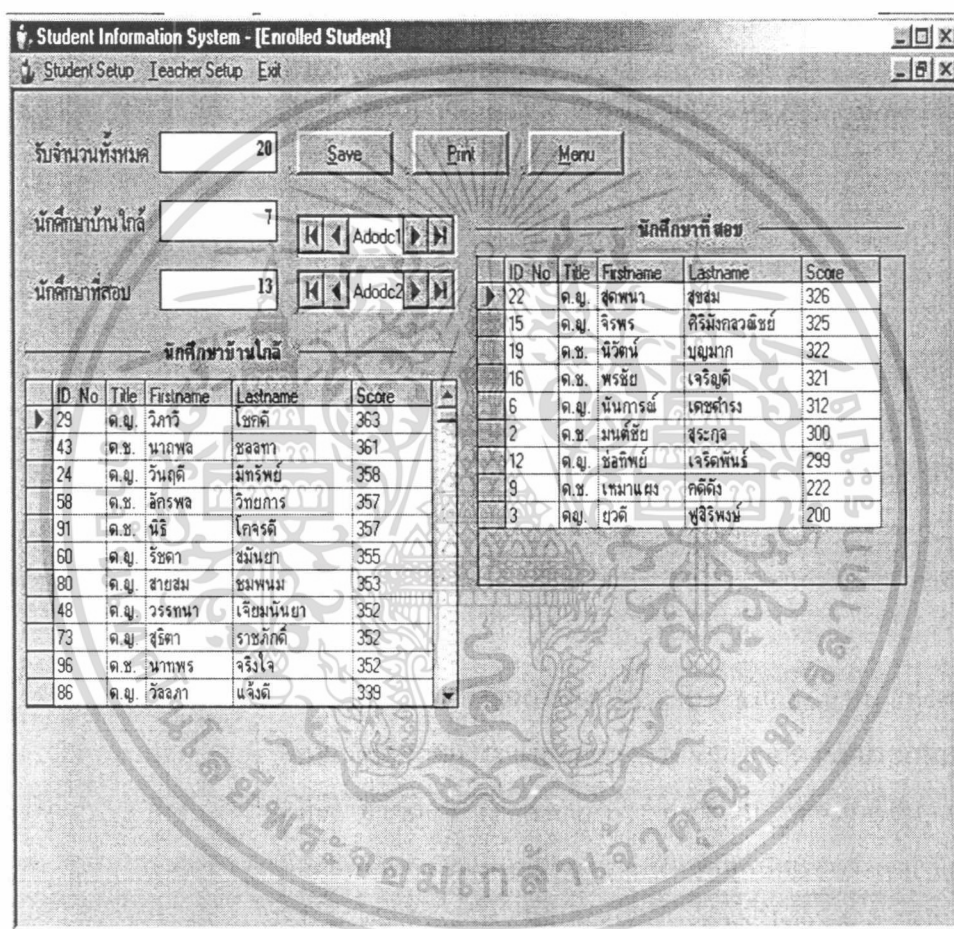 Student Information System - [Enrolled Student]
Student Setup Teacher Setup Exit
รับจำนวนทั้งหมด 20 Save Print Menu
นักศึกษาบ้านใกล้ 7 Adodc1
นักศึกษาที่สอบ 13 Adodc2
นักศึกษาบ้านใกล้
ID No Title Firstname Lastname Score
29 ด.ญ. วิภาวี โชคดี 363
43 ด.ช. นาถพล ชลลทา 361
24 ด.ญ. วันฤดี มีทรัพย์ 358
58 ด.ช. อัครพล วิทยการ 357
91 ด.ช. นิธิ โคจรดี 357
60 ด.ญ. รัชดา สมันยา 355
80 ด.ญ. สายสม ชมพนม 353
48 ด.ญ. วรรทนา เจียมนันยา 352
73 ด.ญ. สุธิตา ราชภักดี 352
96 ด.ช. นาทพร จริงใจ 352
86 ด.ญ. วัลลภา แจ้งดี 339
นักศึกษาที่สอบ
ID No Title Firstname Lastname Score
22 ด.ญ. สุดพนา สุขสม 326
15 ด.ญ. จิรพร ศิริมังคลวณิชย์ 325
19 ด.ช. นิวัตน์ บุญมาก 322
16 ด.ช. พรชัย เจริญดี 321
6 ด.ญ. นันการณ์ เดชดำรง 312
2 ด.ช. มนต์ชัย สุระกุล 300
12 ด.ญ. ช่อทิพย์ เจริดพันธ์ 299
9 ด.ช. เหมาแผง คดีดัง 222
3 ดญ. ยุวดี ฟูสิริพงษ์ 200